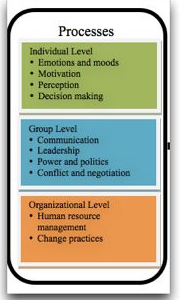 Processes
Individual Level
• Emotions and moods
• Motivation
• Perception
• Decision making
Group Level
• Communication
• Leadership
• Power and politics
• Conflict and negotiation
Organizational Level
• Human resource
management
• Change practices